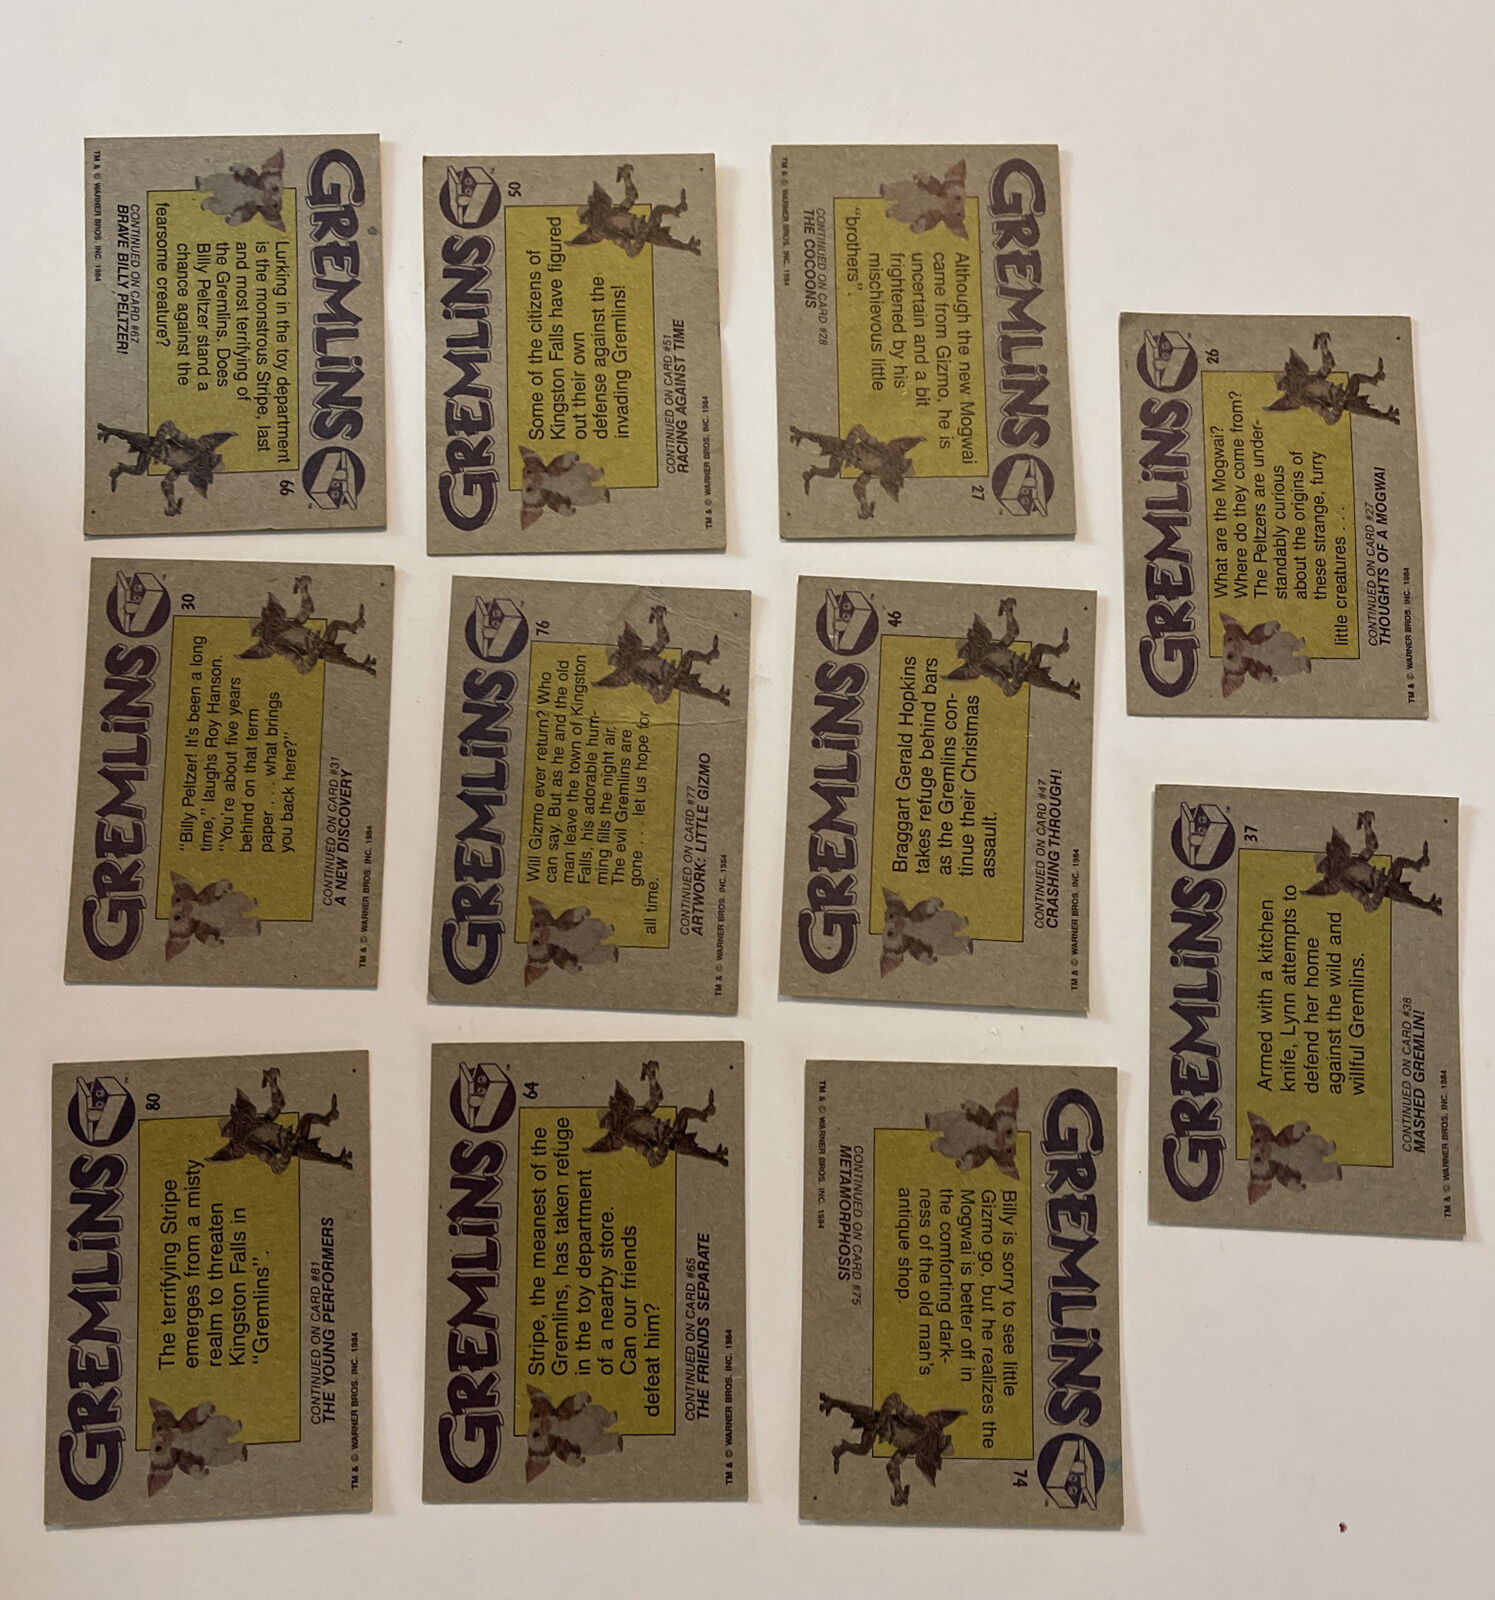 GREMLINS
66
Lurking in the toy department
is the monstrous Stripe, last
and most terrifying of
the Gremlins. Does
Billy Peltzer stand a
chance against the
fearsome creature?
CONTINUED ON CARD #67
BRAVE BILLY PELTZER!
TM & © WARNER BROS. INC. 1984
GREMLINS
50
Some of the citizens of
Kingston Falls have figured
out their own
defense against the
invading Gremlins!
CONTINUED ON CARD #51
RACING AGAINST TIME
TM & © WARNER BROS. INC. 1984
GREMLINS
27
Although the new Mogwai
came from Gizmo, he is
uncertain and a bit
frightened by his
mischievous little
"brothers".
CONTINUED ON CARD #28
THE COCOONS
TM & © WARNER BROS. INC. 1984
GREMLINS
26
What are the Mogwai?
Where do they come from?
The Peltzers are under-
standably curious
about the origins of
these strange, furry
little creatures . . .
CONTINUED ON CARD #27
THOUGHTS OF A MOGWAI
TM & © WARNER BROS. INC. 1984
GREMLINS
30
"Billy Peltzer! It's been a long
time," laughs Roy Hanson.
"You're about five years
behind on that term
paper . . . what brings
you back here?"
CONTINUED ON CARD #31
A NEW DISCOVERY
TM & © WARNER BROS. INC. 1984
GREMLINS
76
Will Gizmo ever return? Who
can say. But as he and the old
man leave the town of Kingston
Falls, his adorable hum-
ming fills the night air.
The evil Gremlins are
gone . . . let us hope for
all time.
CONTINUED ON CARD #77
ARTWORK: LITTLE GIZMO
TM & © WARNER BROS. INC. 1984
GREMLINS
46
Braggart Gerald Hopkins
takes refuge behind bars
as the Gremlins con-
tinue their Christmas
assault.
CONTINUED ON CARD #47
CRASHING THROUGH!
TM & © WARNER BROS. INC. 1984
GREMLINS
37
Armed with a kitchen
knife, Lynn attempts to
defend her home
against the wild and
willful Gremlins.
CONTINUED ON CARD #38
MASHED GREMLIN!
TM & © WARNER BROS. INC. 1984
GREMLINS
80
The terrifying Stripe
emerges from a misty
realm to threaten
Kingston Falls in
"Gremlins".
CONTINUED ON CARD #81
THE YOUNG PERFORMERS
TM & © WARNER BROS. INC. 1984
GREMLINS
64
Stripe, the meanest of the
Gremlins, has taken refuge
in the toy department
of a nearby store.
Can our friends
defeat him?
CONTINUED ON CARD #65
THE FRIENDS SEPARATE
TM & © WARNER BROS. INC. 1984
GREMLINS
74
Billy is sorry to see little
Gizmo go, but he realizes the
Mogwai is better off in
the comforting dark-
ness of the old man's
antique shop.
CONTINUED ON CARD #75
METAMORPHOSIS
TM & © WARNER BROS. INC. 1984